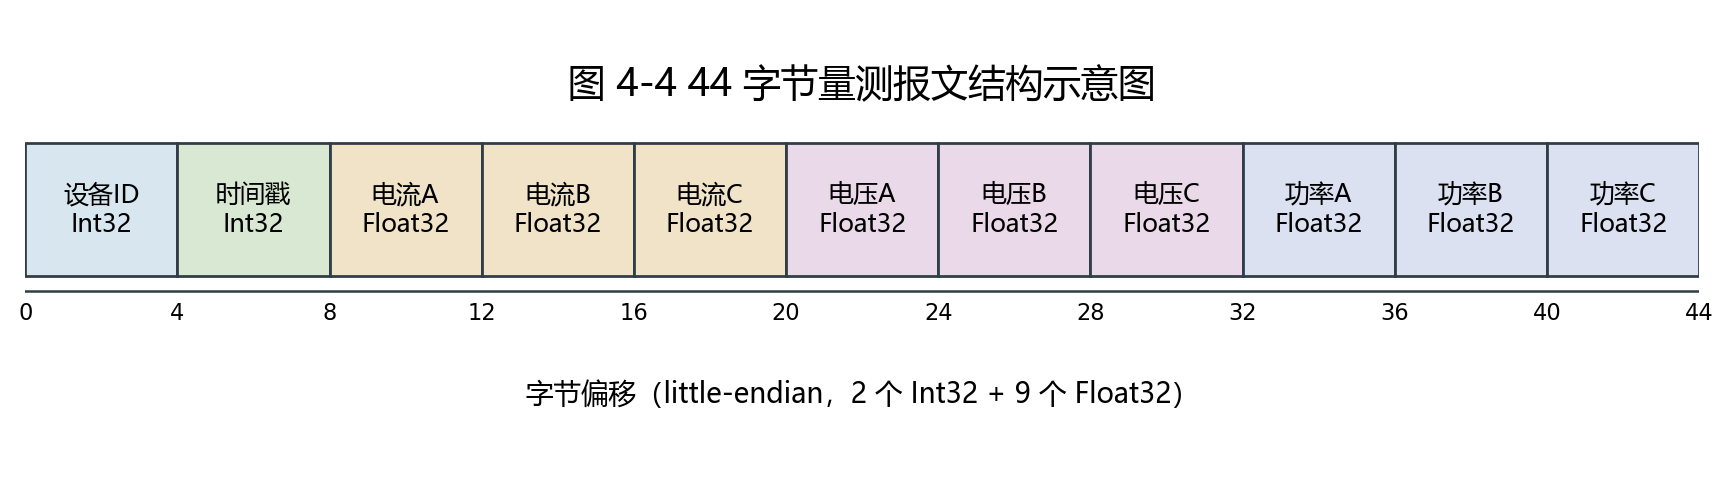 图 4-4 44 字节量测报文结构示意图
设备ID
Int32
时间戳
Int32
电流A
Float32
电流B
Float32
电流C
Float32
电压A
Float32
电压B
Float32
电压C
Float32
功率A
Float32
功率B
Float32
功率C
Float32
0 4 8 12 16 20 24 28 32 36 40 44
字节偏移（little-endian，2 个 Int32 + 9 个 Float32）